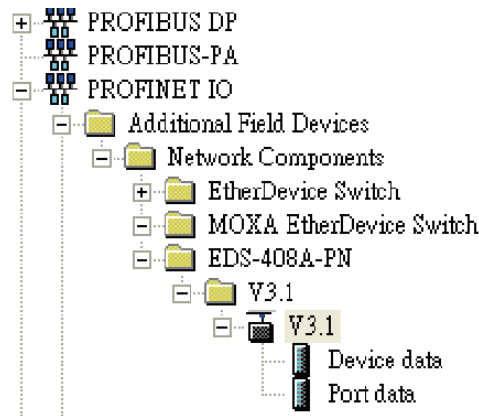 PROFIBUS DP
PROFIBUS-PA
PROFINET IO
Additional Field Devices
Network Components
EtherDevice Switch
MOXA EtherDevice Switch
EDS-408A-PN
V3.1
V3.1
Device data
Port data